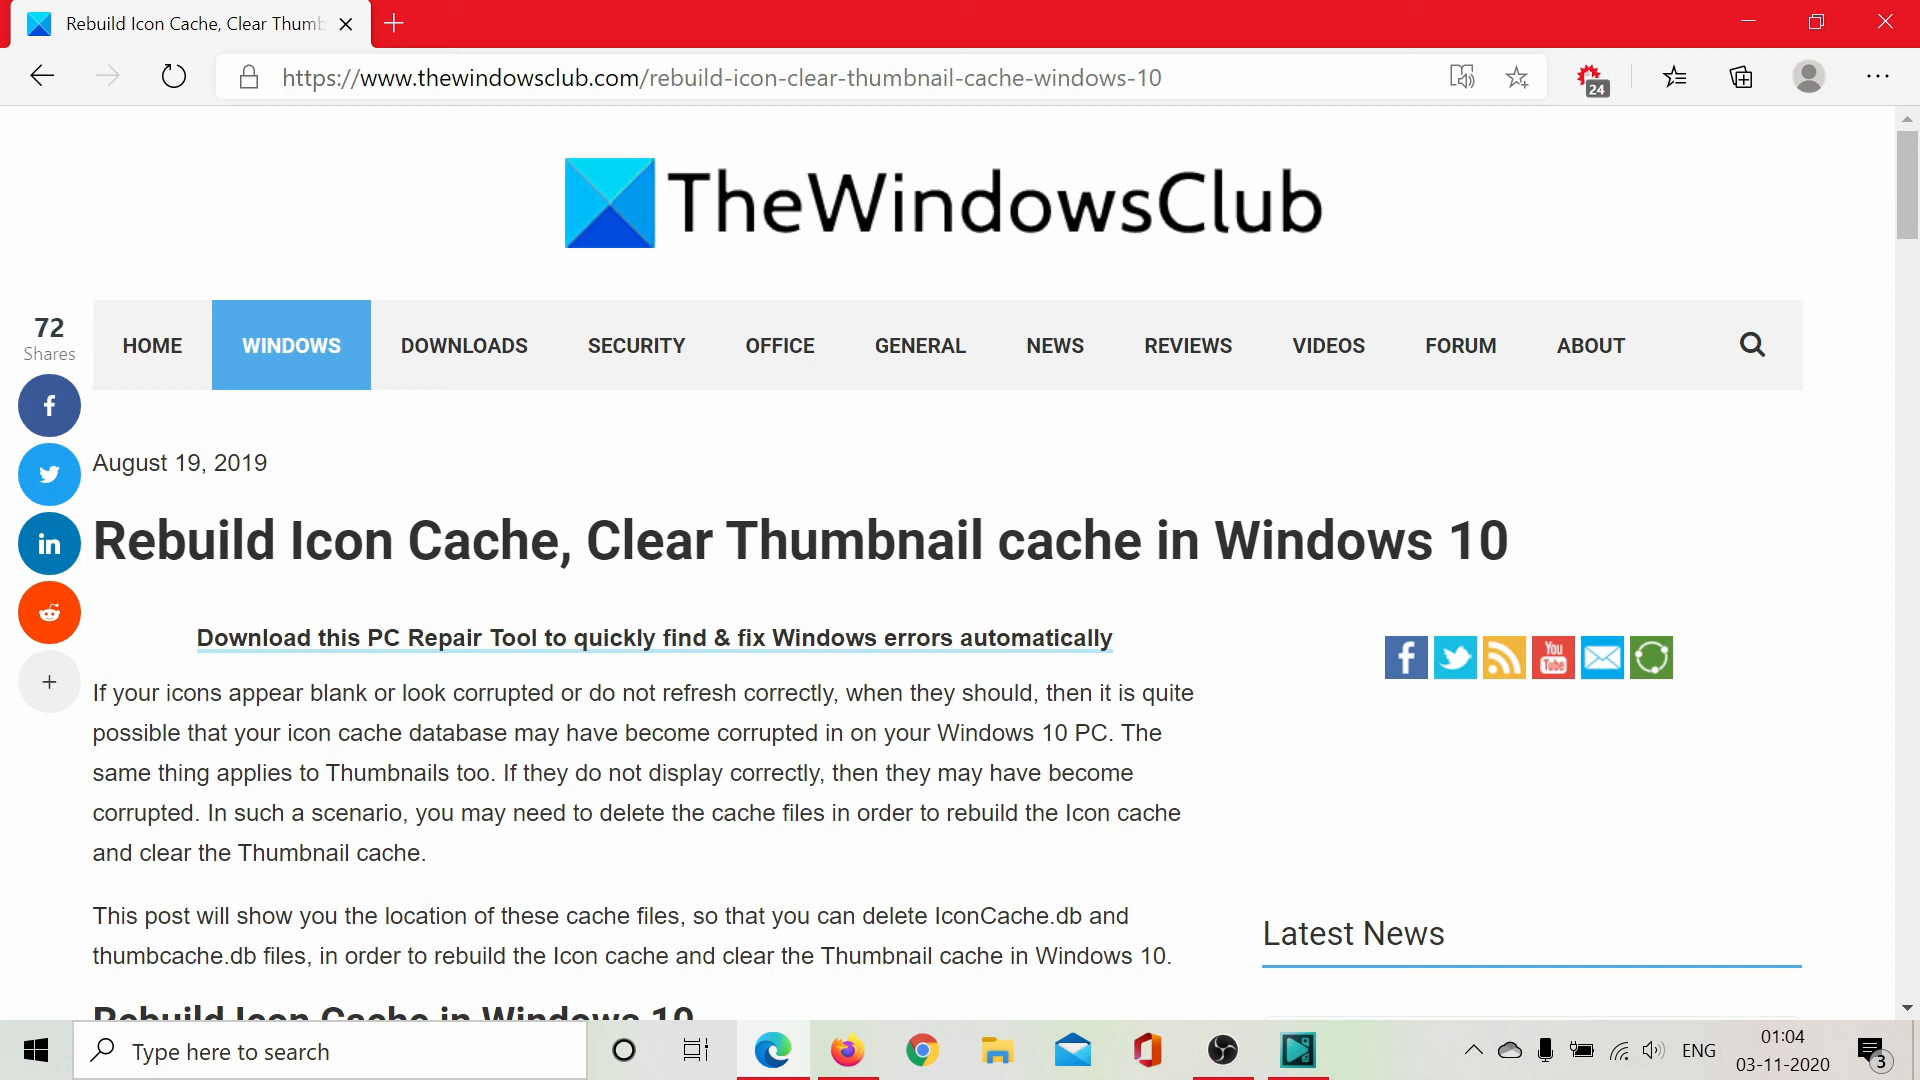 Rebuild Icon Cache, Clear Thumb
https://www.thewindowsclub.com/rebuild-icon-clear-thumbnail-cache-windows-10
24
TheWindowsClub
HOME WINDOWS DOWNLOADS SECURITY OFFICE GENERAL NEWS REVIEWS VIDEOS FORUM ABOUT
72
Shares
August 19, 2019
Rebuild Icon Cache, Clear Thumbnail cache in Windows 10
Download this PC Repair Tool to quickly find & fix Windows errors automatically
You
Tube
If your icons appear blank or look corrupted or do not refresh correctly, when they should, then it is quite
possible that your icon cache database may have become corrupted in on your Windows 10 PC. The
same thing applies to Thumbnails too. If they do not display correctly, then they may have become
corrupted. In such a scenario, you may need to delete the cache files in order to rebuild the Icon cache
and clear the Thumbnail cache.
This post will show you the location of these cache files, so that you can delete IconCache.db and
thumbcache.db files, in order to rebuild the Icon cache and clear the Thumbnail cache in Windows 10.
Latest News
Rebuild Icon Cache in Windows 10
Type here to search
ENG
01:04
03-11-2020
3